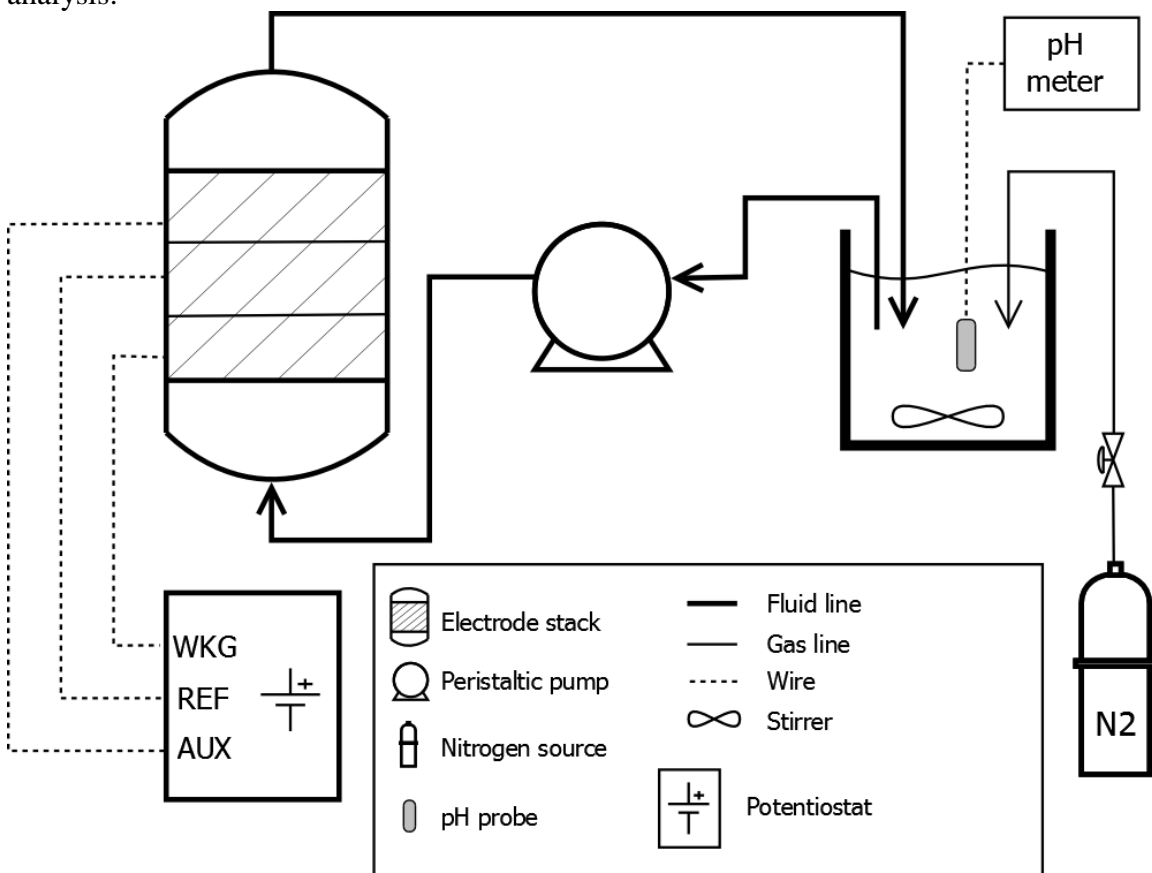 analysis.
pH
meter
WKG
REF
AUX
N2
Electrode stack
Peristaltic pump
Nitrogen source
pH probe
Fluid line
Gas line
Wire
Stirrer
Potentiostat